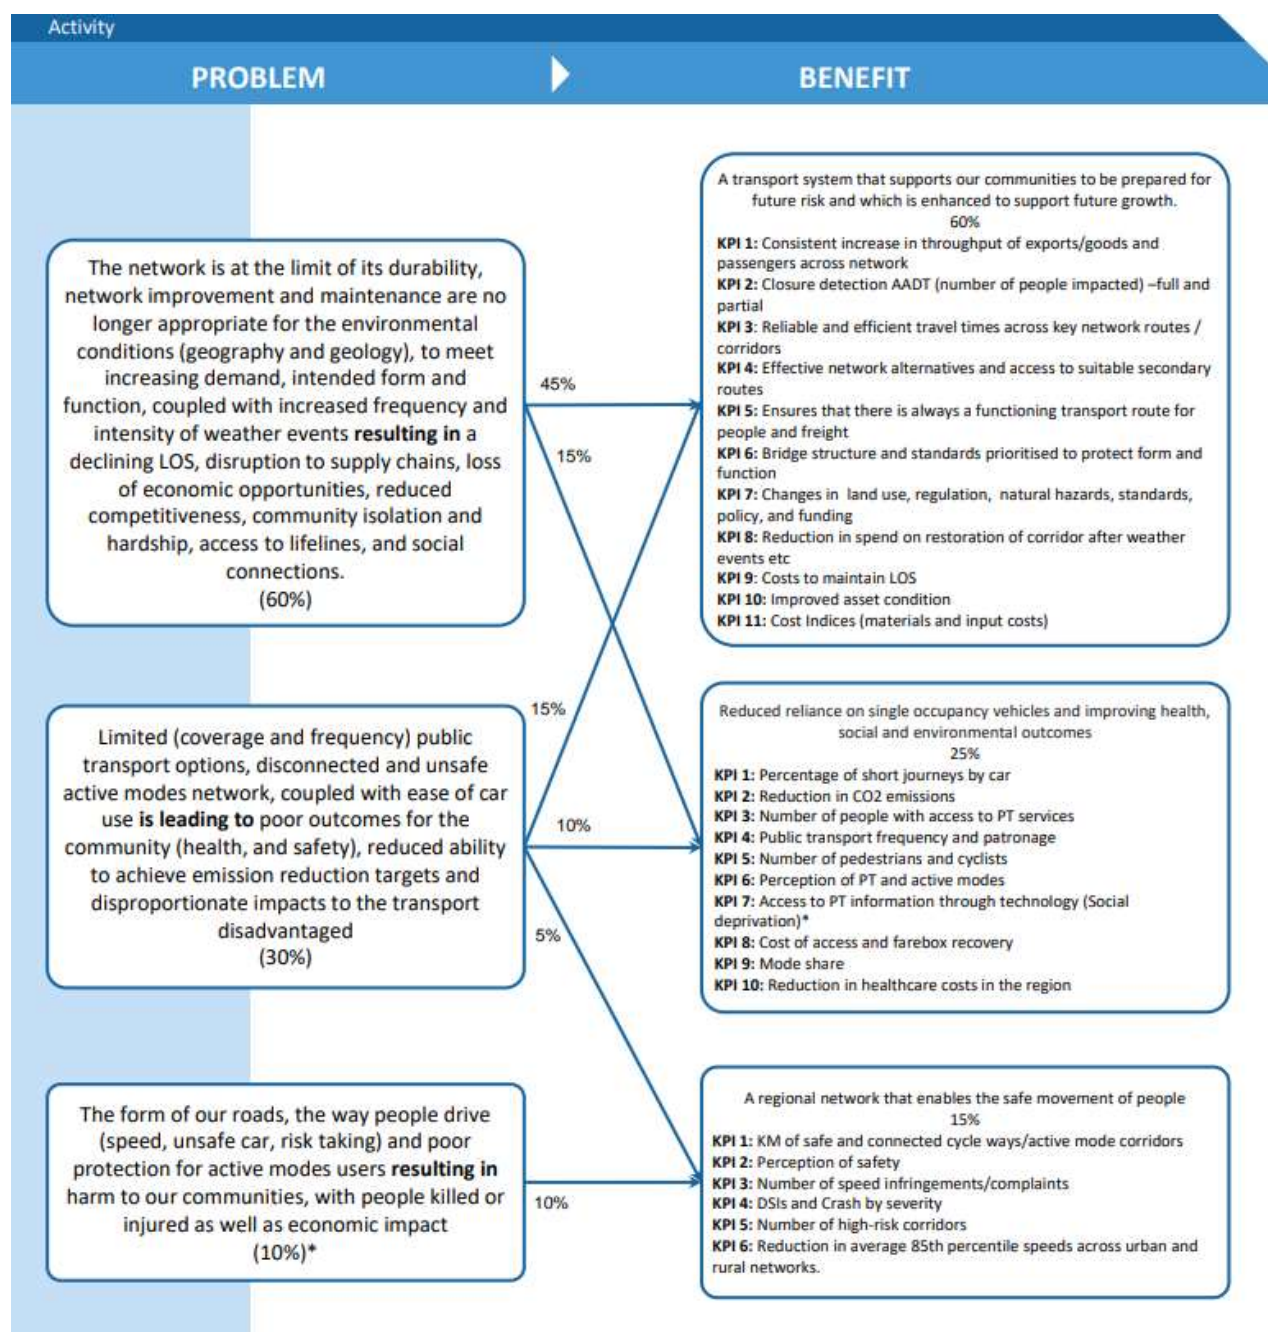 Activity
PROBLEM
BENEFIT
The network is at the limit of its durability,
network improvement and maintenance are no
longer appropriate for the environmental
conditions (geography and geology), to meet
increasing demand, intended form and
function, coupled with increased frequency and
intensity of weather events resulting in a
declining LOS, disruption to supply chains, loss
of economic opportunities, reduced
competitiveness, community isolation and
hardship, access to lifelines, and social
connections.
(60%)
Limited (coverage and frequency) public
transport options, disconnected and unsafe
active modes network, coupled with ease of car
use is leading to poor outcomes for the
community (health, and safety), reduced ability
to achieve emission reduction targets and
disproportionate impacts to the transport
disadvantaged
(30%)
The form of our roads, the way people drive
(speed, unsafe car, risk taking) and poor
protection for active modes users resulting in
harm to our communities, with people killed or
injured as well as economic impact
(10%)*
45%
15%
15%
10%
5%
10%
A transport system that supports our communities to be prepared for
future risk and which is enhanced to support future growth.
60%
KPI 1: Consistent increase in throughput of exports/goods and
passengers across network
KPI 2: Closure detection AADT (number of people impacted) –full and
partial
KPI 3: Reliable and efficient travel times across key network routes /
corridors
KPI 4: Effective network alternatives and access to suitable secondary
routes
KPI 5: Ensures that there is always a functioning transport route for
people and freight
KPI 6: Bridge structure and standards prioritised to protect form and
function
KPI 7: Changes in land use, regulation, natural hazards, standards,
policy, and funding
KPI 8: Reduction in spend on restoration of corridor after weather
events etc
KPI 9: Costs to maintain LOS
KPI 10: Improved asset condition
KPI 11: Cost Indices (materials and input costs)
Reduced reliance on single occupancy vehicles and improving health,
social and environmental outcomes
25%
KPI 1: Percentage of short journeys by car
KPI 2: Reduction in CO2 emissions
KPI 3: Number of people with access to PT services
KPI 4: Public transport frequency and patronage
KPI 5: Number of pedestrians and cyclists
KPI 6: Perception of PT and active modes
KPI 7: Access to PT information through technology (Social
deprivation)*
KPI 8: Cost of access and farebox recovery
KPI 9: Mode share
KPI 10: Reduction in healthcare costs in the region
A regional network that enables the safe movement of people
15%
KPI 1: KM of safe and connected cycle ways/active mode corridors
KPI 2: Perception of safety
KPI 3: Number of speed infringements/complaints
KPI 4: DSIs and Crash by severity
KPI 5: Number of high-risk corridors
KPI 6: Reduction in average 85th percentile speeds across urban and
rural networks.